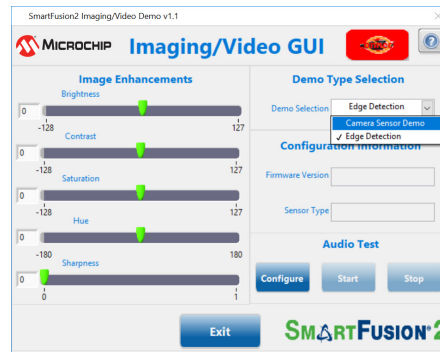 SmartFusion2 Imaging/Video Demo v1.1
MICROCHIP Imaging/Video GUI
Image Enhancements
Brightness
0
-128 127
Contrast
0
-128 127
Saturation
0
-128 127
Hue
0
-180 180
Sharpness
0
0 1
Demo Type Selection
Demo Selection Edge Detection
Camera Sensor Demo
✓ Edge Detection
Configuration Information
Firmware Version
Sensor Type
Audio Test
Configure Start Stop
Exit
SMARTFUSION®2